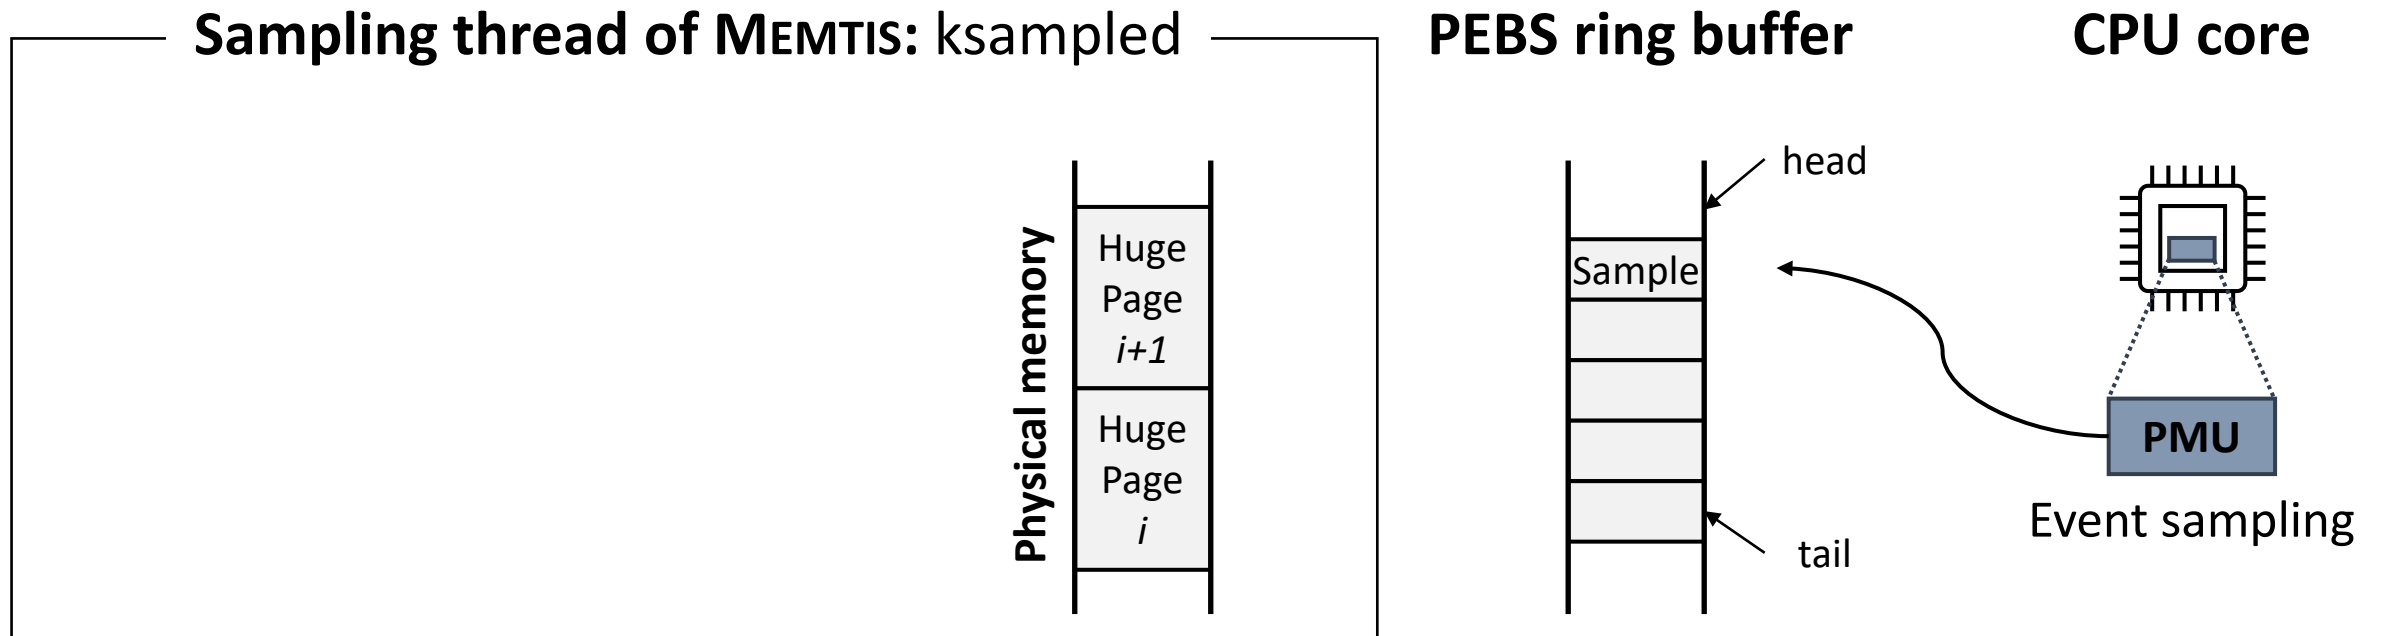 Sampling thread of MEMTIS: ksampled
PEBS ring buffer
CPU core
Physical memory
Huge
Page
i+1
Huge
Page
i
head
Sample
tail
PMU
Event sampling